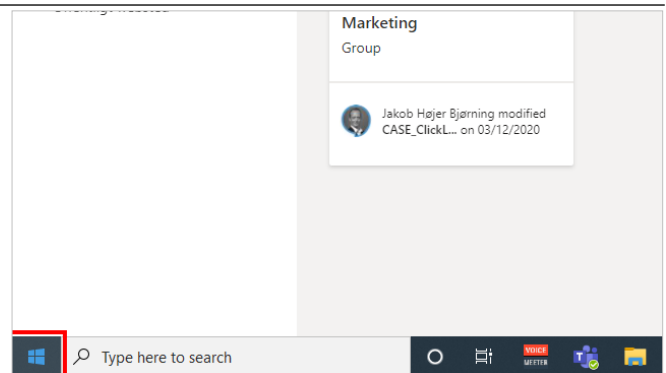 Marketing
Group
Jakob Højer Bjørning modified
CASE_ClickL... on 03/12/2020
Type here to search
VOICE
MEETER